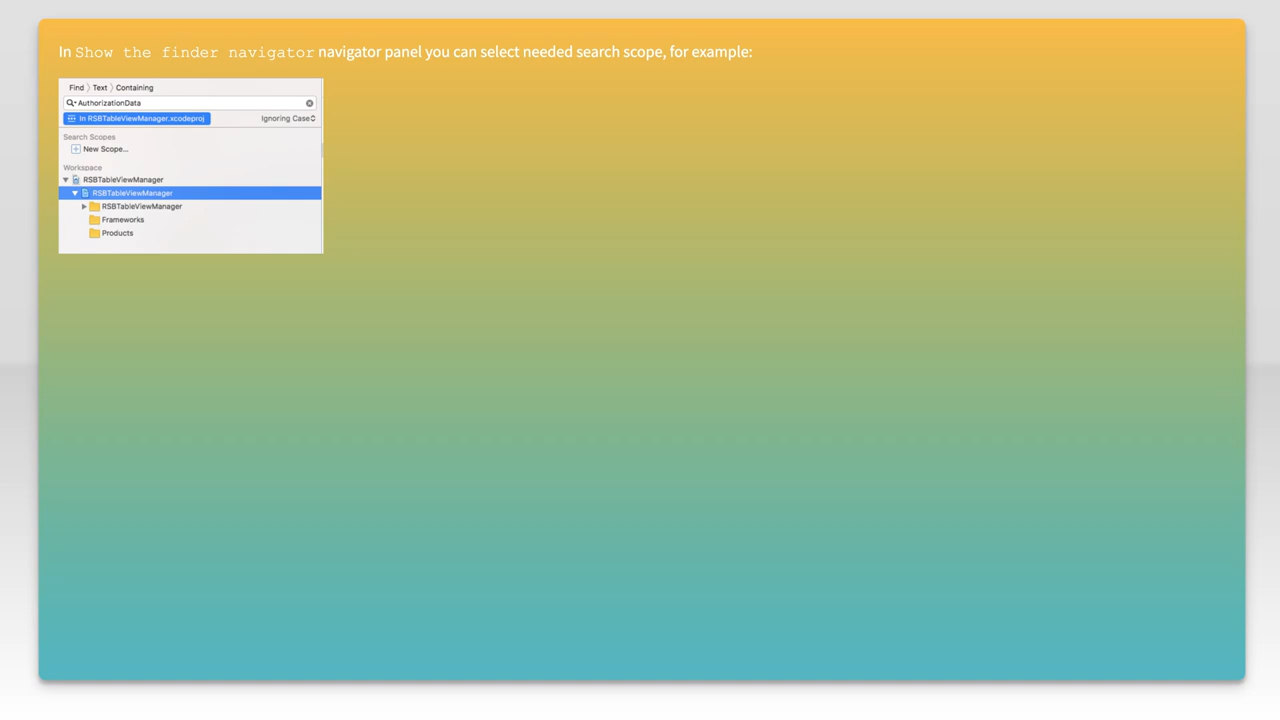 In Show the finder navigator navigator panel you can select needed search scope, for example:
Find 〉 Text 〉 Containing
AuthorizationData
In RSBTableViewManager.xcodeproj Ignoring Case
Search Scopes
New Scope...
Workspace
RSBTableViewManager
RSBTableViewManager
RSBTableViewManager
Frameworks
Products